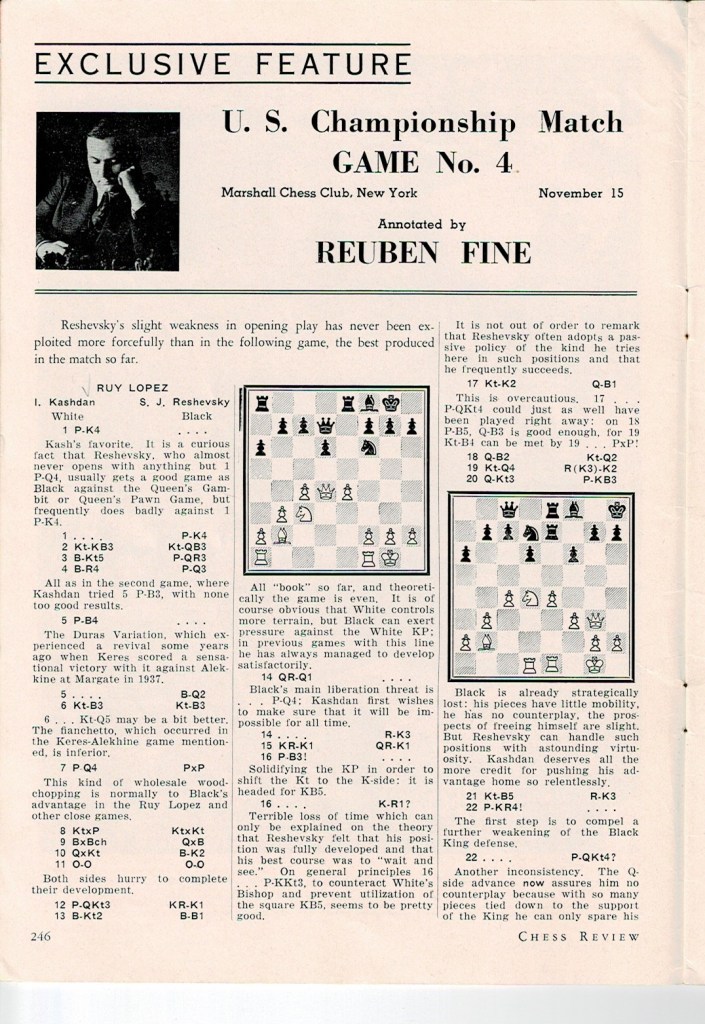 EXCLUSIVE FEATURE
U. S. Championship Match
GAME No. 4
Marshall Chess Club, New York November 15
Annotated by
REUBEN FINE
Reshevsky's slight weakness in opening play has never been ex-
ploited more forcefully than in the following game, the best produced
in the match so far.
RUY LOPEZ
I. Kashdan S. J. Reshevsky
White Black
1 P-K4 . . . .
Kash's favorite. It is a curious
fact that Reshevsky, who almost
never opens with anything but 1
P-Q4, usually gets a good game as
Black against the Queen's Gam-
bit or Queen's Pawn Game, but
frequently does badly against 1
P-K4.
1 . . . . P-K4
2 Kt-KB3 Kt-QB3
3 B-Kt5 P-QR3
4 B-R4 P-Q3
All as in the second game, where
Kashdan tried 5 P-B3, with none
too good results.
5 P-B4 . . . .
The Duras Variation, which ex-
perienced a revival some years
ago when Keres scored a sensa-
tional victory with it against Alek-
kine at Margate in 1937.
5 . . . . B-Q2
6 Kt-B3 Kt-B3
6 . . . Kt-Q5 may be a bit better.
The fianchetto, which occurred in
the Keres-Alekhine game mention-
ed, is inferior.
7 P-Q4 PxP
This kind of wholesale wood-
chopping is normally to Black's
advantage in the Ruy Lopez and
other close games.
8 KtxP KtxKt
9 BxBch QxB
10 QxKt B-K2
11 O-O O-O
Both sides hurry to complete
their development.
12 P-QKt3 KR-K1
13 B-Kt2 B-B1
All "book" so far, and theoreti-
cally the game is even. It is of
course obvious that White controls
more terrain, but Black can exert
pressure against the White KP;
in previous games with this line
he has always managed to develop
satisfactorily.
14 QR-Q1 . . . .
Black's main liberation threat is
. . . P-Q4; Kashdan first wishes
to make sure that it will be im-
possible for all time.
14 . . . . R-K3
15 KR-K1 QR-K1
16 P-B3! . . . .
Solidifying the KP in order to
shift the Kt to the K-side: it is
headed for KB5.
16 . . . . K-R1?
Terrible loss of time which can
only be explained on the theory
that Reshevsky felt that his posi-
tion was fully developed and that
his best course was to "wait and
see." On general principles 16
. . . P-KKt3, to counteract White's
Bishop and prevent utilization of
the square KB5, seems to be pretty
good.
It is not out of order to remark
that Reshevsky often adopts a pas-
sive policy of the kind he tries
here in such positions and that
he frequently succeeds.
17 Kt-K2 Q-B1
This is overcautious. 17 . . .
P-QKt4 could just as well have
been played right away: on 18
P-B5, Q-B3 is good enough, for 19
Kt-B4 can be met by 19 . . . PxP!
18 Q-B2 Kt-Q2
19 Kt-Q4 R(K3)-K2
20 Q-Kt3 P-KB3
Black is already strategically
lost: his pieces have little mobility,
he has no counterplay, the pros-
pects of freeing himself are slight.
But Reshevsky can handle such
positions with astounding virtu-
osity. Kashdan deserves all the
more credit for pushing his ad-
vantage home so relentlessly.
21 Kt-B5 R-K3
22 P-KR4! . . . .
The first step is to compel a
further weakening of the Black
King defense.
22 . . . . P-QKt4?
Another inconsistency. The Q-
side advance now assures him no
counterplay because with so many
pieces tied down to the support
of the King he can only spare his
246 CHESS REVIEW